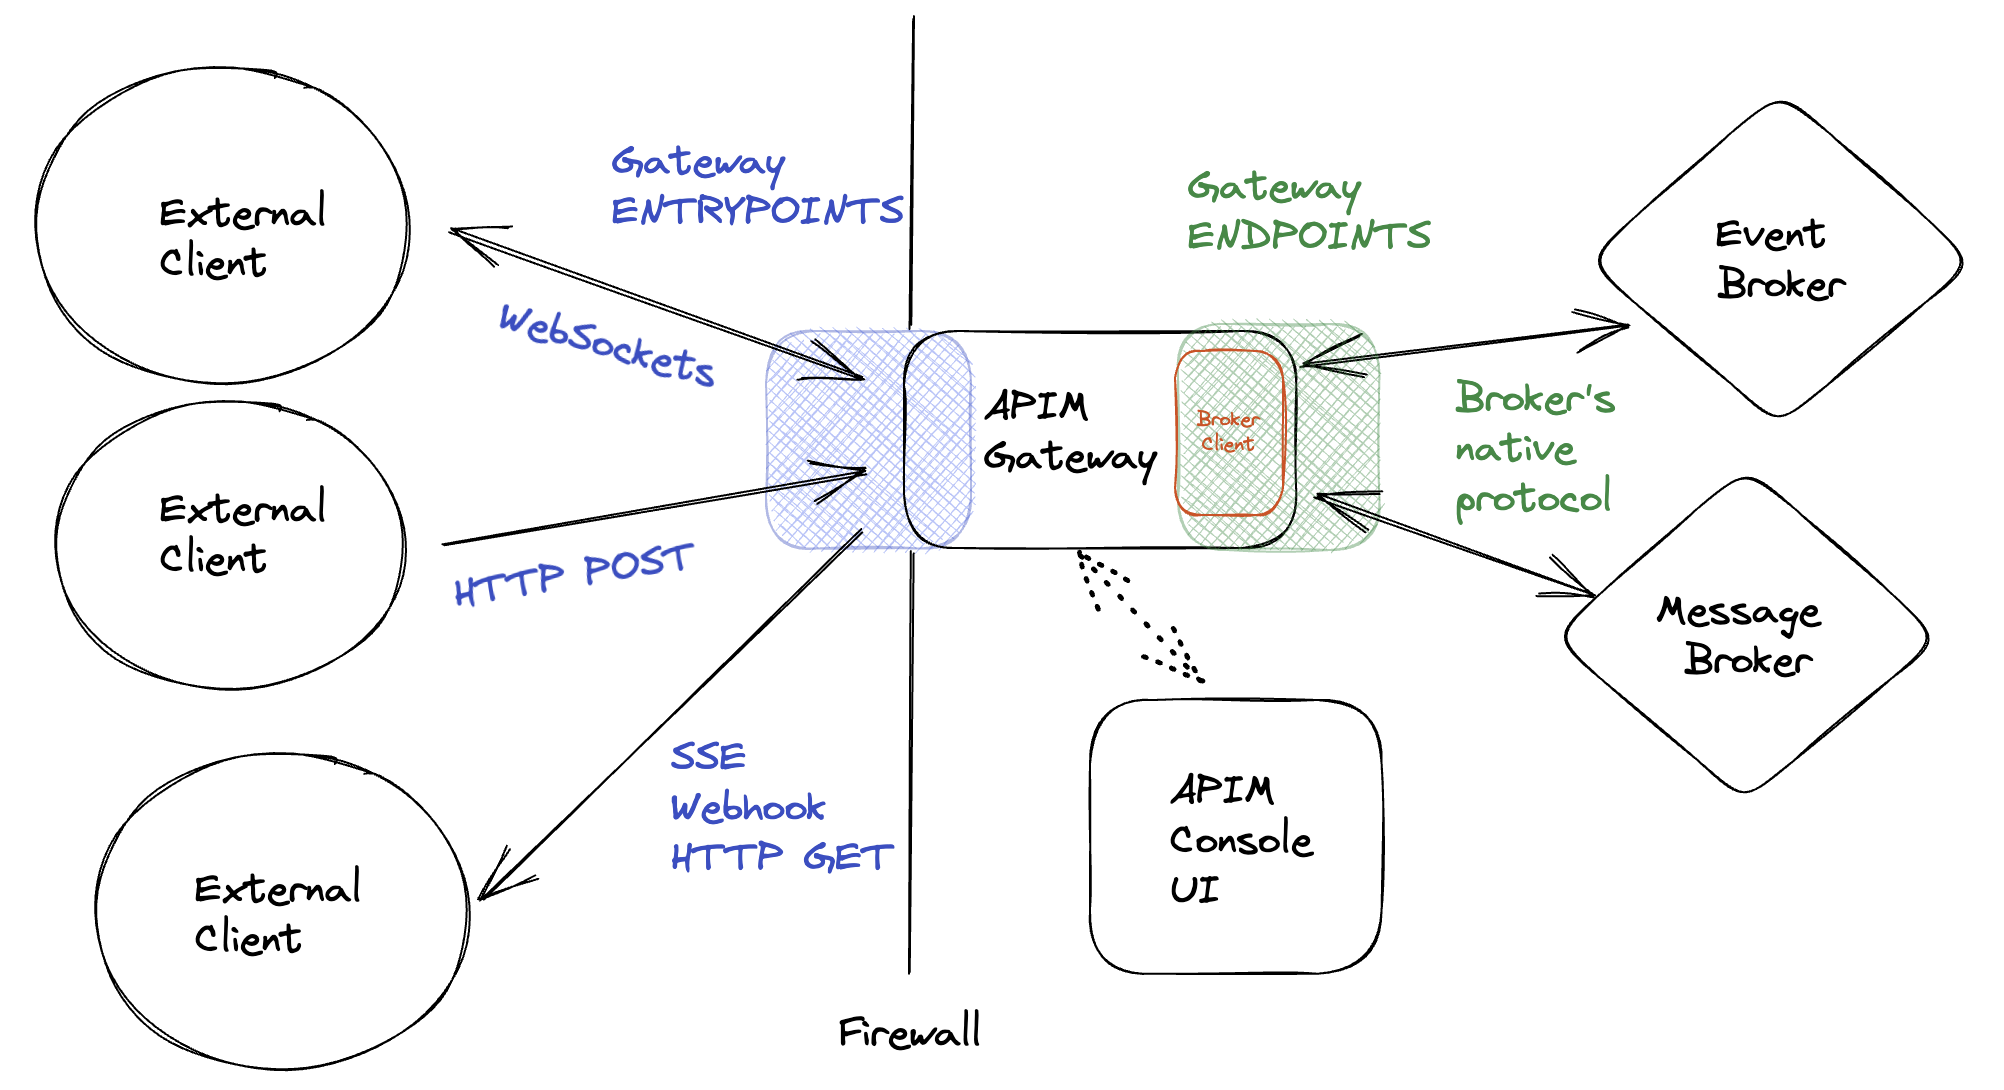 External
Client
Gateway
ENTRYPOINTS
WebSockets
External
Client
HTTP POST
External
Client
SSE
Webhook
HTTP GET
Firewall
APIM
Gateway
Broker
Client
Gateway
ENDPOINTS
Broker's
native
protocol
Event
Broker
Message
Broker
APIM
Console
UI